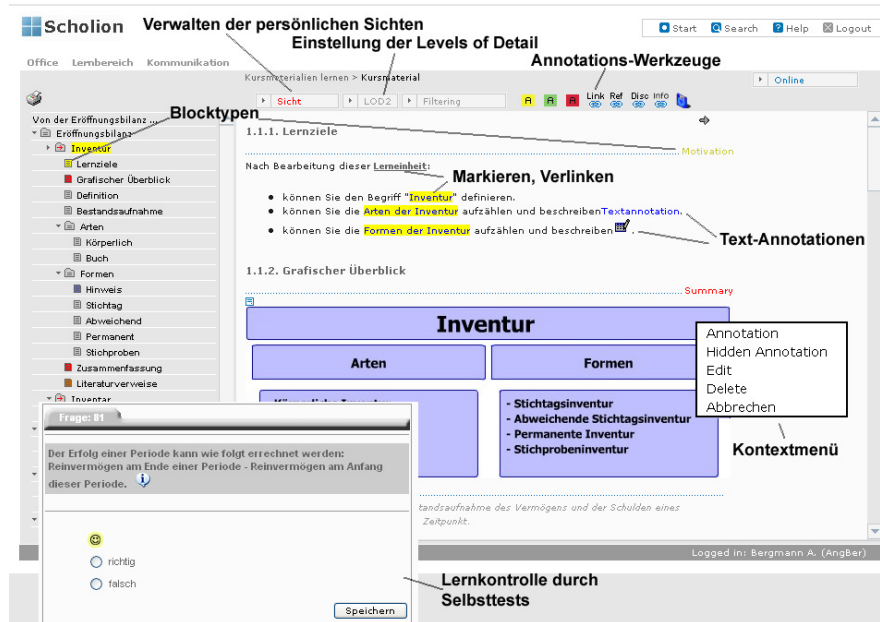 Scholion
Verwalten der persönlichen Sichten
Start Search Help Logout
Einstellung der Levels of Detail
Office Lernbereich Kommunikation
Annotations-Werkzeuge
Kursmaterialien lernen > Kursmaterial
Online
Sicht LOD2 Filtering A A A Link Ref Disc Info
Blocktypen
Von der Eröffnungsbilanz ...
Eröffnungsbilanz
Inventur
Lernziele
Grafischer Überblick
Definition
Bestandsaufnahme
Arten
Körperlich
Buch
Formen
Hinweis
Stichtag
Abweichend
Permanent
Stichproben
Zusammenfassung
Literaturverweise
Inventar
1.1.1. Lernziele
Motivation
Nach Bearbeitung dieser Lerneinheit:
Markieren, Verlinken
können Sie den Begriff "Inventur" definieren.
können Sie die Arten der Inventur aufzählen und beschreibenTextannotation.
können Sie die Formen der Inventur aufzählen und beschreiben .
Text-Annotationen
1.1.2. Grafischer Überblick
Summary
Inventur
Arten Formen
- Stichtagsinventur
- Abweichende Stichtagsinventur
- Permanente Inventur
- Stichprobeninventur
Annotation
Hidden Annotation
Edit
Delete
Abbrechen
Kontextmenü
Frage: 81
Der Erfolg einer Periode kann wie folgt errechnet werden:
Reinvermögen am Ende einer Periode - Reinvermögen am Anfang
dieser Periode.
richtig
falsch
Speichern
tandsaufnahme des Vermögens und der Schulden eines
Zeitpunkt.
Logged in: Bergmann A. (AngBer)
Lernkontrolle durch
Selbsttests